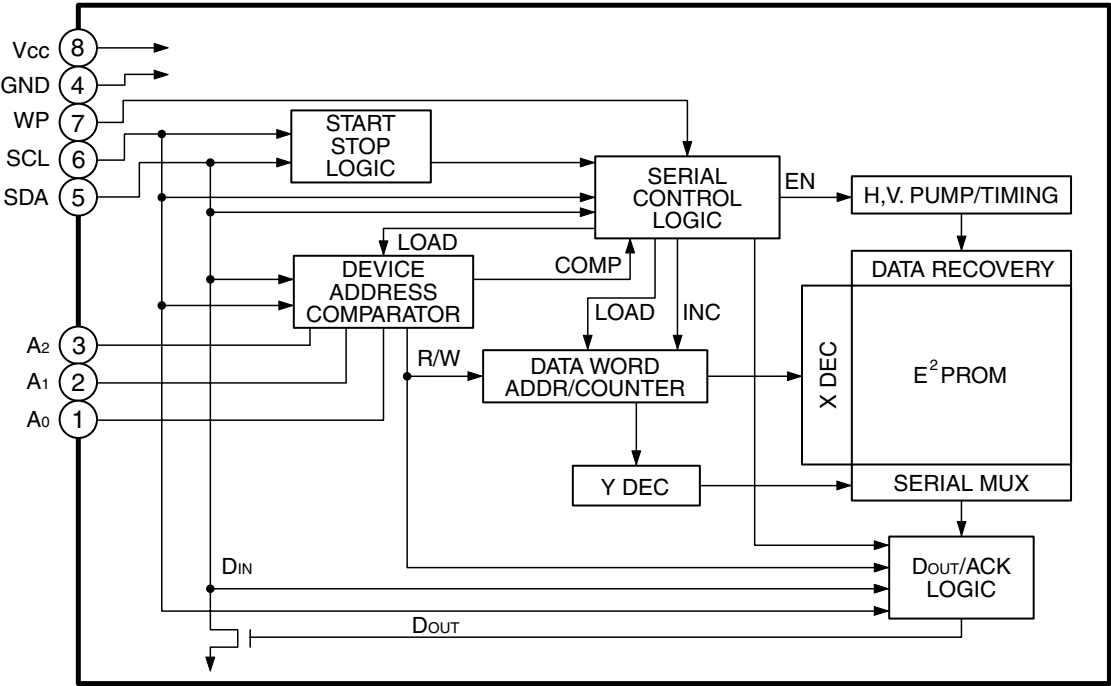 Vcc 8
GND 4
WP 7
SCL 6
SDA 5
START
STOP
LOGIC
SERIAL
CONTROL
LOGIC
EN
H,V. PUMP/TIMING
LOAD
COMP
DEVICE
ADDRESS
COMPARATOR
DATA RECOVERY
LOAD
INC
A2 3
A1 2
A0 1
R/W
DATA WORD
ADDR/COUNTER
X DEC
E2PROM
Y DEC
SERIAL MUX
DIN
DOUT/ACK
LOGIC
DOUT